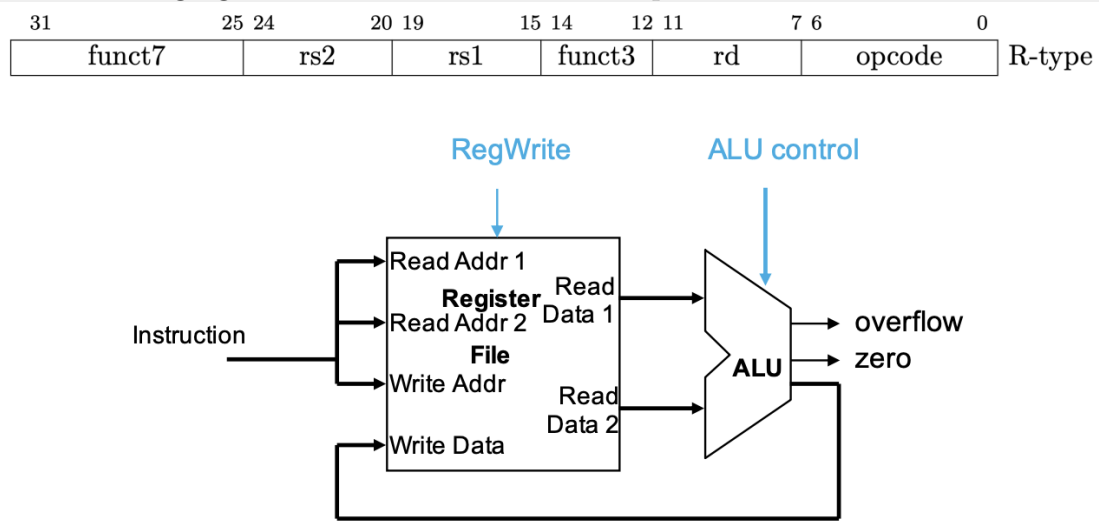 31 25 24 20 19 15 14 12 11 7 6 0
funct7 rs2 rs1 funct3 rd opcode R-type
RegWrite ALU control
Read Addr 1
Register Read
Data 1
Read Addr 2
Instruction
File
Write Addr
Read
Data 2
Write Data
ALU
overflow
zero